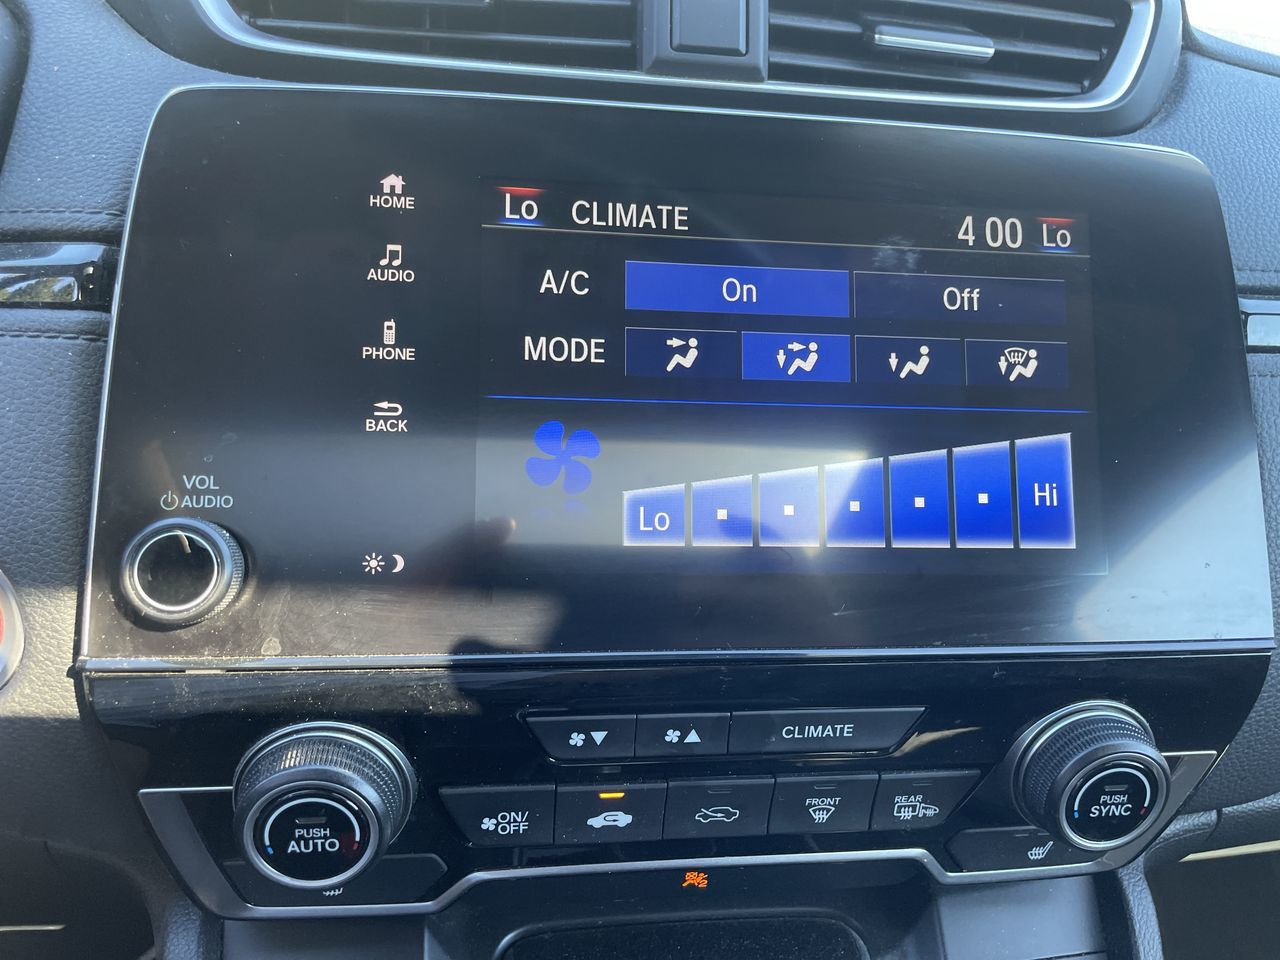 HOME
AUDIO
PHONE
BACK
VOL
AUDIO
Lo CLIMATE 4 00 Lo
A/C On Off
MODE
Lo Hi
CLIMATE
ON/
OFF
FRONT
REAR
PUSH
AUTO
PUSH
SYNC
2